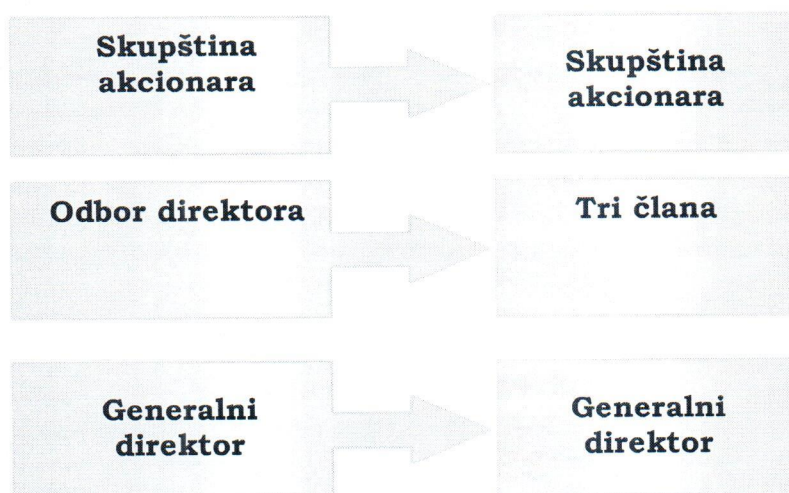 Skupština
akcionara
Skupština
akcionara
Odbor direktora
Tri člana
Generalni
direktor
Generalni
direktor